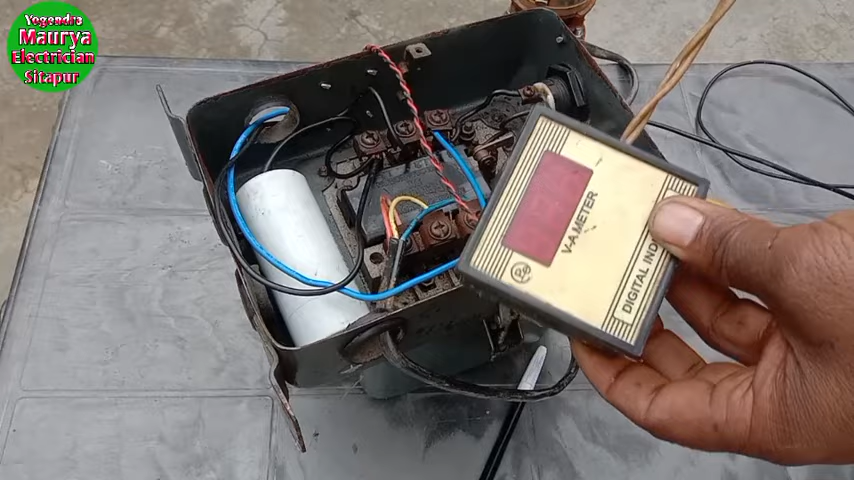 Yogendra
Maurya
Electrician
Sitapur
V-A METER
DIGITAL IND